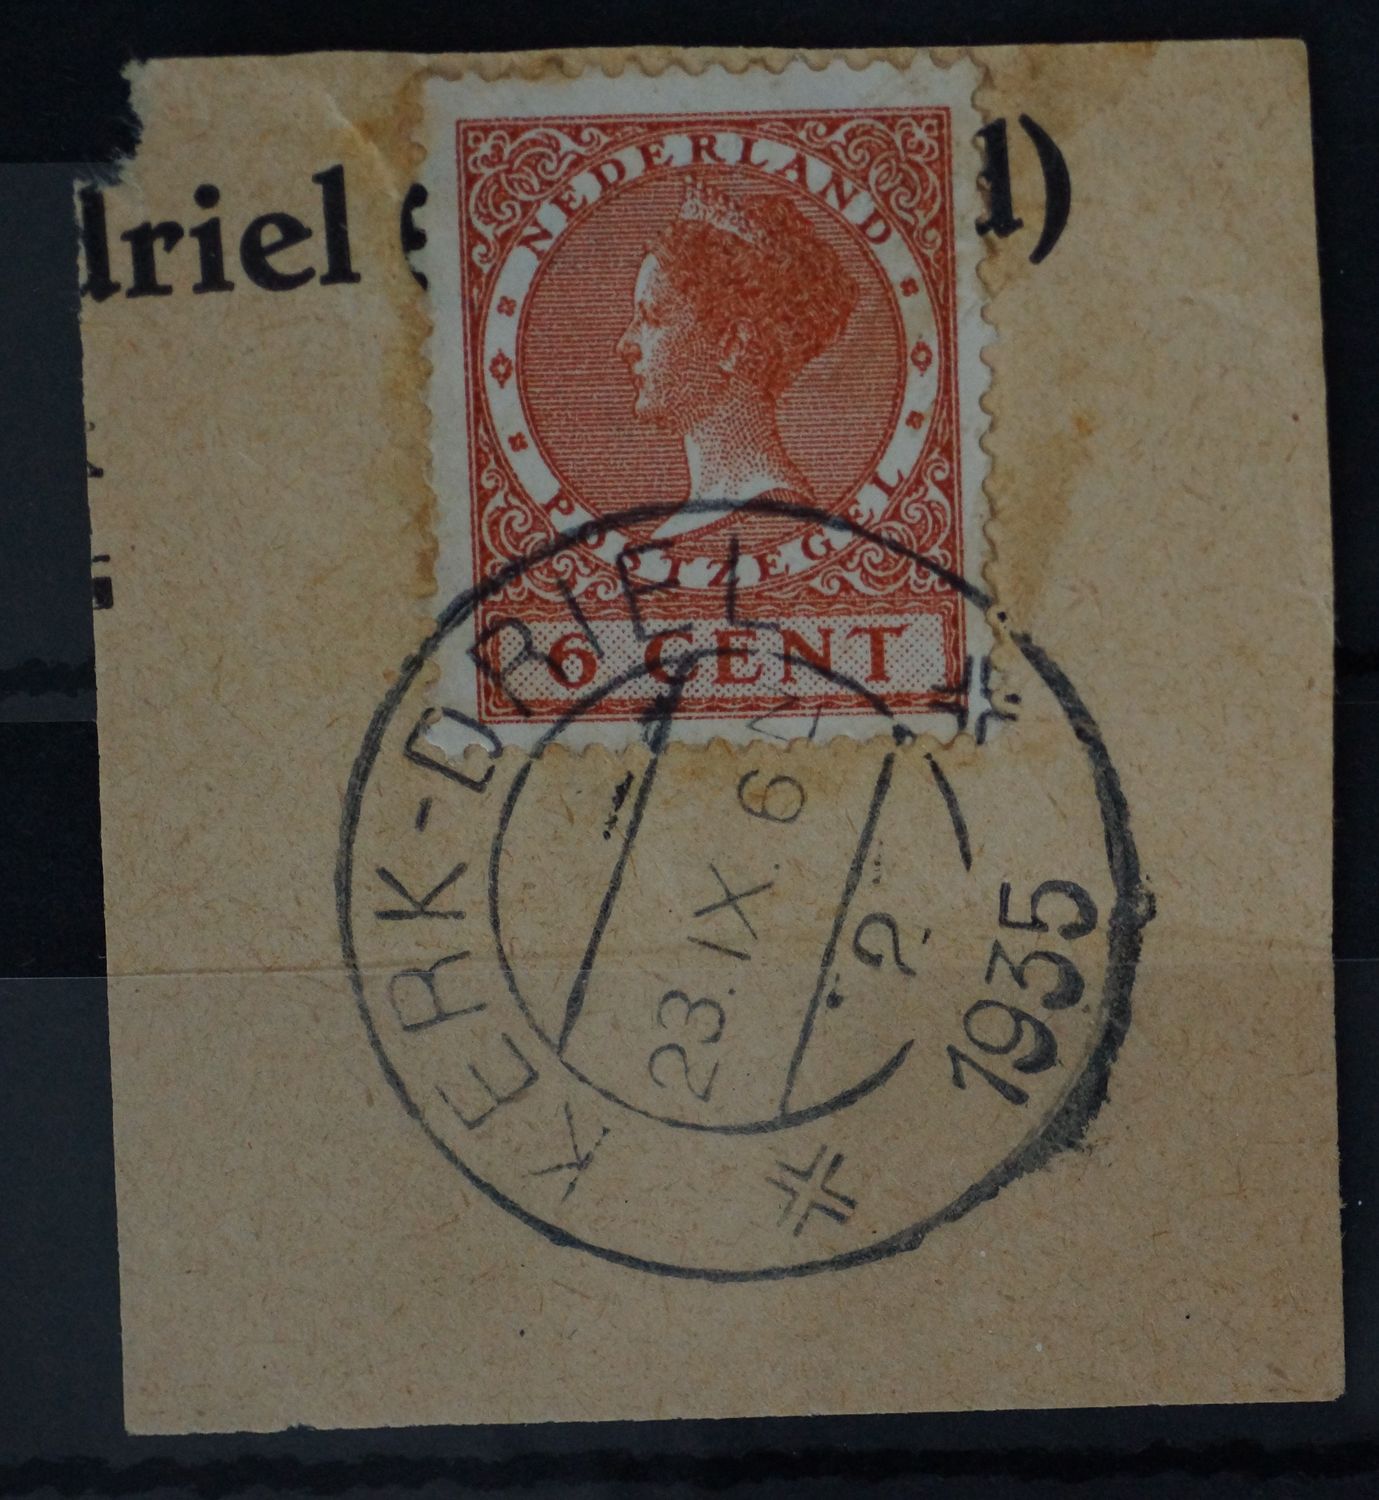 driel
l)
NEDERLAND
POSTZEGEL
6 CENT
KERK-DRIEL
23.IX.6
2
1935